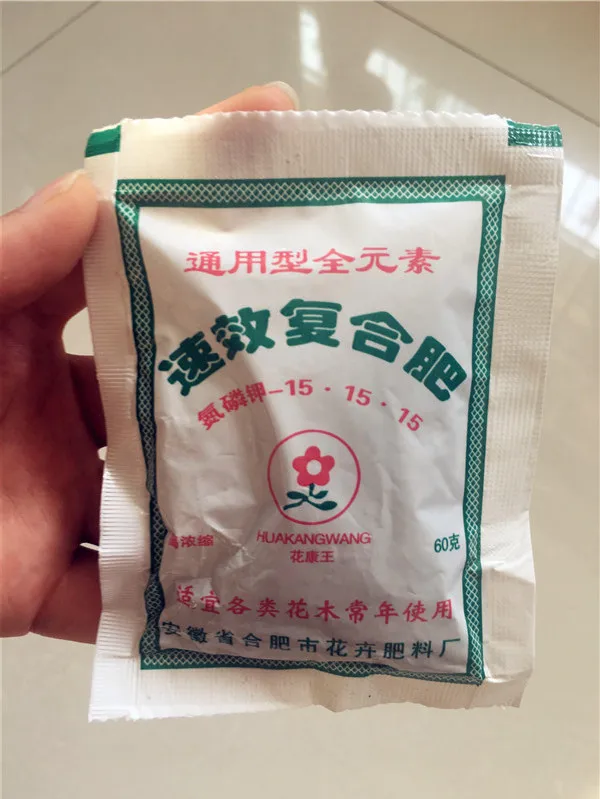 通用型全元素
速效复合肥
氮磷钾-15·15·15
HUAKANGWANG
花康王
浓缩
60克
适宜各类花木常年使用
安徽省合肥市花卉肥料厂